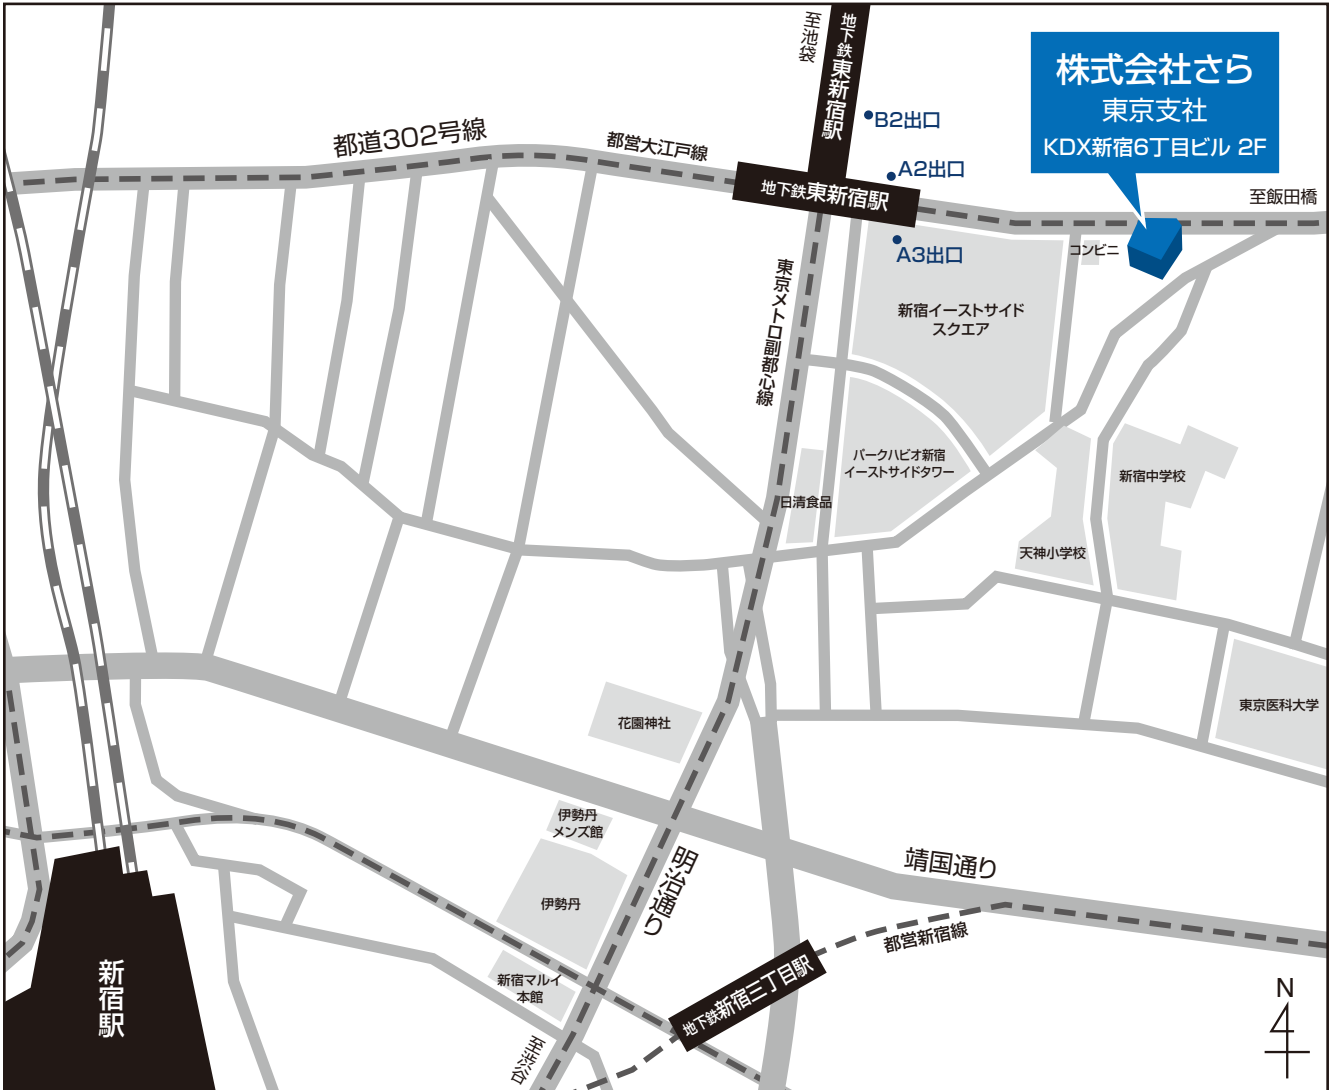 至池袋
地下鉄東新宿駅
株式会社さら
東京支社
KDX新宿6丁目ビル 2F
B2出口
都道302号線
都営大江戸線
A2出口
地下鉄東新宿駅
至飯田橋
A3出口
コンビニ
東京メトロ副都心線
新宿イーストサイド
スクエア
パークハビオ新宿
イーストサイドタワー
新宿中学校
日清食品
天神小学校
東京医科大学
花園神社
伊勢丹
メンズ館
明治通り
靖国通り
伊勢丹
都営新宿線
新宿駅
新宿マルイ
本館
地下鉄新宿三丁目駅
至渋谷
N